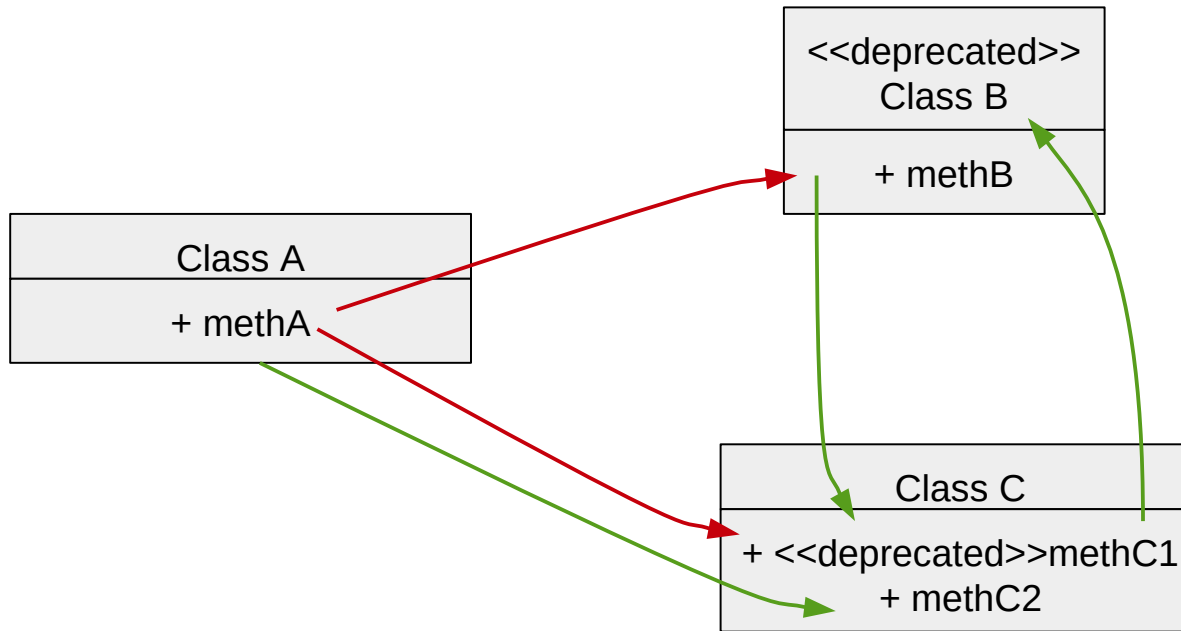 <<deprecated>>
Class B
+ methB
Class A
+ methA
Class C
+ <<deprecated>>methC1
+ methC2